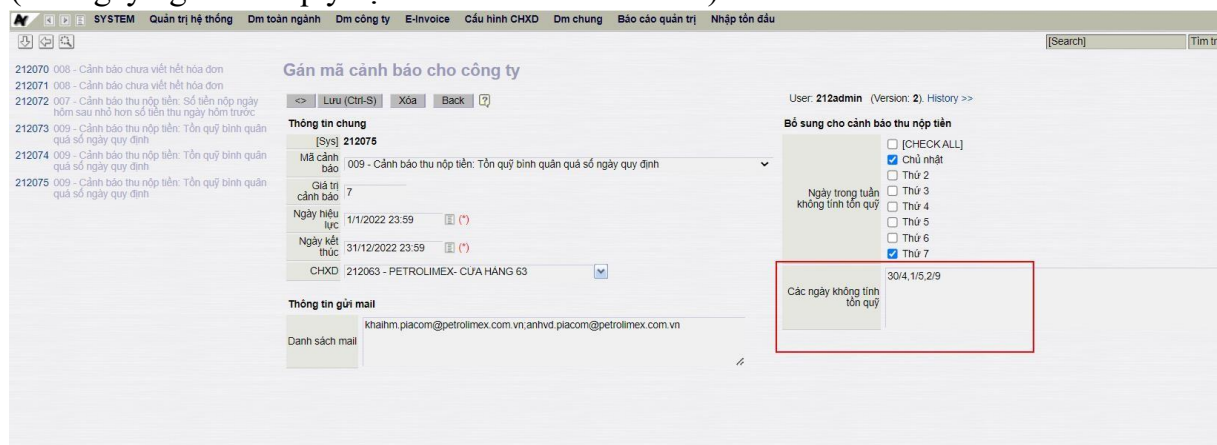 SYSTEM Quản trị hệ thống Dm toàn ngành Dm công ty E-Invoice Cấu hình CHXD Dm chung Báo cáo quản trị Nhập tồn đầu
[Search] Tìm tr
212070 008 - Cảnh báo chưa viết hết hóa đơn
212071 008 - Cảnh báo chưa viết hết hóa đơn
212072 007 - Cảnh báo thu nộp tiền: Số tiền nộp ngày
hôm sau nhỏ hơn số tiền thu ngày hôm trước
212073 009 - Cảnh báo thu nộp tiền: Tồn quỹ bình quân
quá số ngày quy định
212074 009 - Cảnh báo thu nộp tiền: Tồn quỹ bình quân
quá số ngày quy định
212075 009 - Cảnh báo thu nộp tiền: Tồn quỹ bình quân
quá số ngày quy định
Gán mã cảnh báo cho công ty
<> Lưu (Ctrl-S) Xóa Back ?
User: 212admin (Version: 2). History >>
Thông tin chung
[Sys] 212075
Mã cảnh
báo
009 - Cảnh báo thu nộp tiền: Tồn quỹ bình quân quá số ngày quy định
Giá trị
cảnh báo
7
Ngày hiệu
lực
1/1/2022 23:59 (*)
Ngày kết
thúc
31/12/2022 23:59 (*)
CHXD 212063 - PETROLIMEX- CỬA HÀNG 63
Thông tin gửi mail
Danh sách mail
khaihm.piacom@petrolimex.com.vn;anhvd.piacom@petrolimex.com.vn
Bổ sung cho cảnh báo thu nộp tiền
Ngày trong tuần
không tính tồn quỹ
[CHECK ALL]
Chủ nhật
Thứ 2
Thứ 3
Thứ 4
Thứ 5
Thứ 6
Thứ 7
Các ngày không tính
tồn quỹ
30/4,1/5,2/9